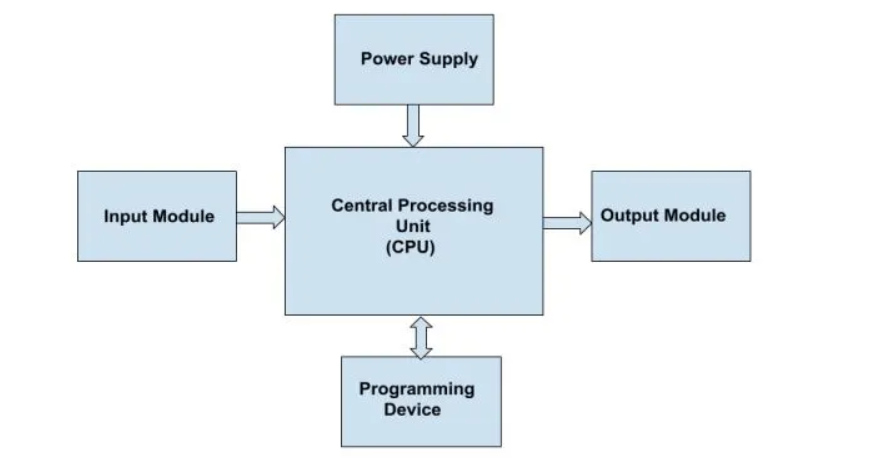 Power Supply
Input Module
Central Processing
Unit
(CPU)
Output Module
Programming
Device